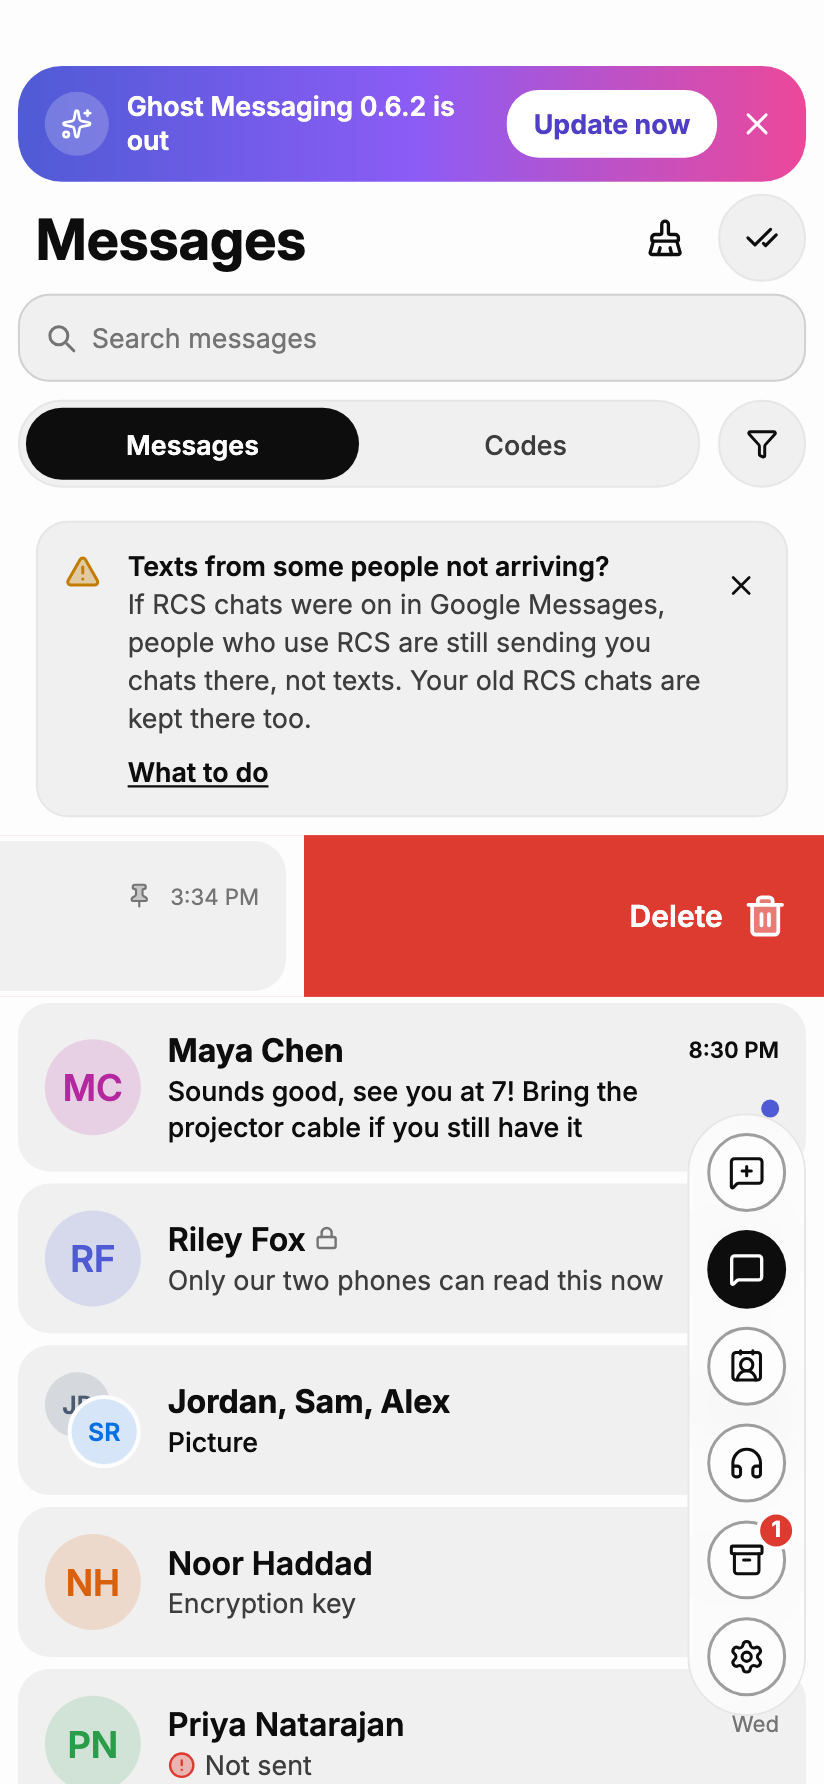 Ghost Messaging 0.6.2 is
out
Update now
Messages
Search messages
Messages
Codes
Texts from some people not arriving?
If RCS chats were on in Google Messages,
people who use RCS are still sending you
chats there, not texts. Your old RCS chats are
kept there too.
What to do
3:34 PM
Delete
MC
Maya Chen
8:30 PM
Sounds good, see you at 7! Bring the
projector cable if you still have it
RF
Riley Fox
Only our two phones can read this now
SR
Jordan, Sam, Alex
Picture
1
NH
Noor Haddad
Encryption key
PN
Priya Natarajan
Wed
Not sent